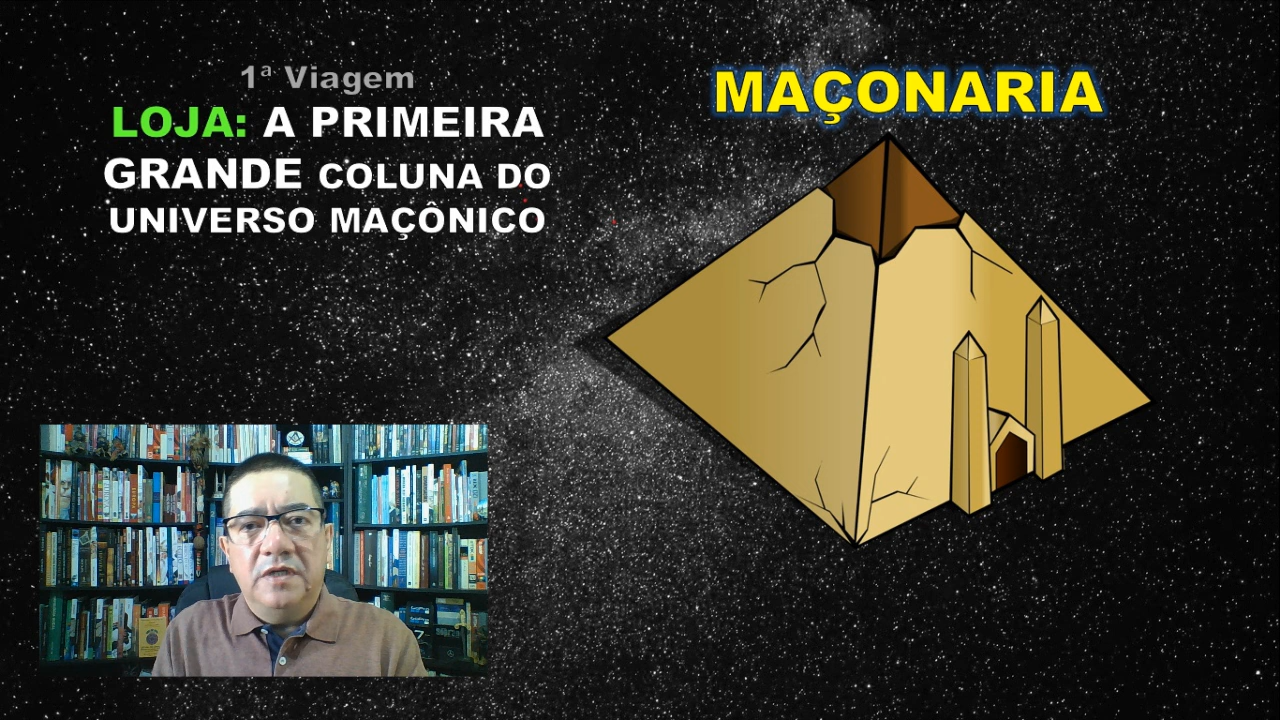 1ª Viagem
LOJA: A PRIMEIRA
GRANDE COLUNA DO
UNIVERSO MAÇÔNICO
MAÇONARIA